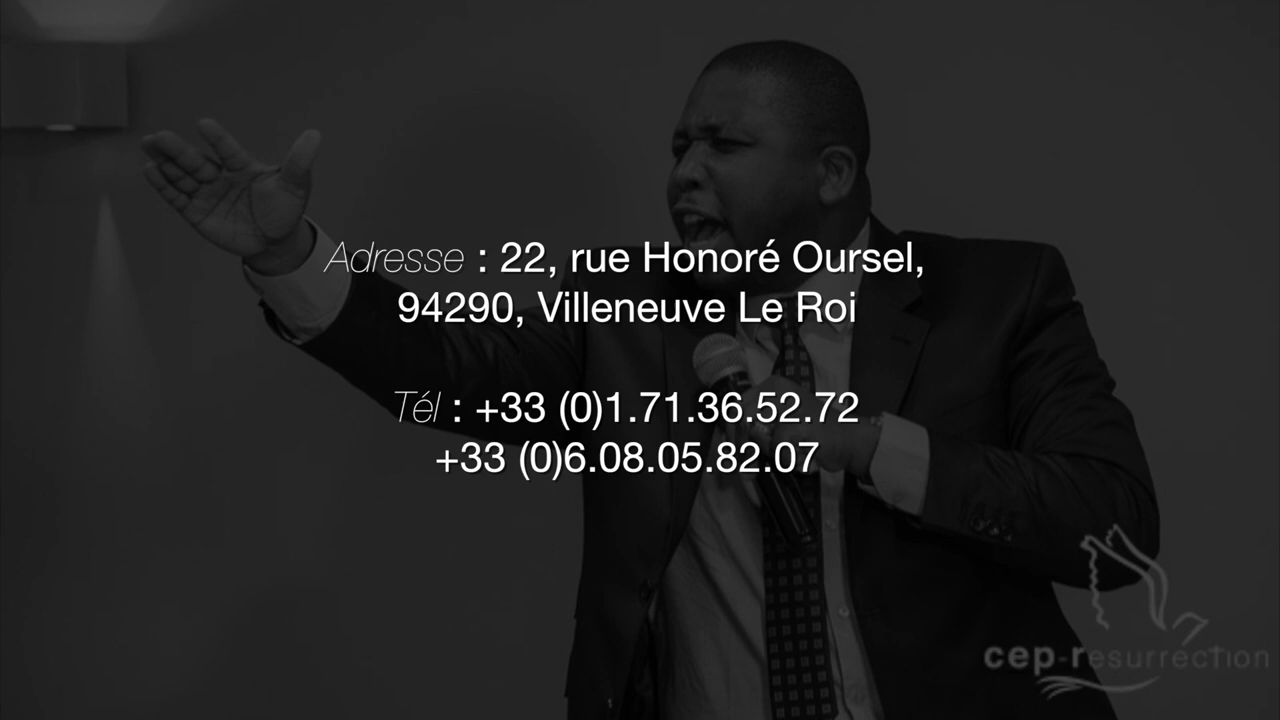 Adresse : 22, rue Honoré Oursel,
94290, Villeneuve Le Roi
Tél : +33 (0)1.71.36.52.72
+33 (0)6.08.05.82.07
cep-resurrection